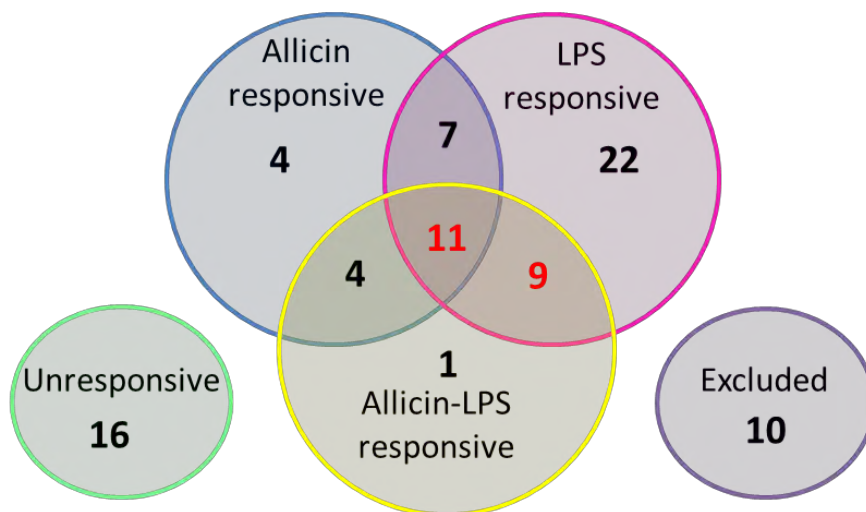 Allicin
responsive
4
7
LPS
responsive
22
11
4
9
Unresponsive
16
1
Allicin-LPS
responsive
Excluded
10